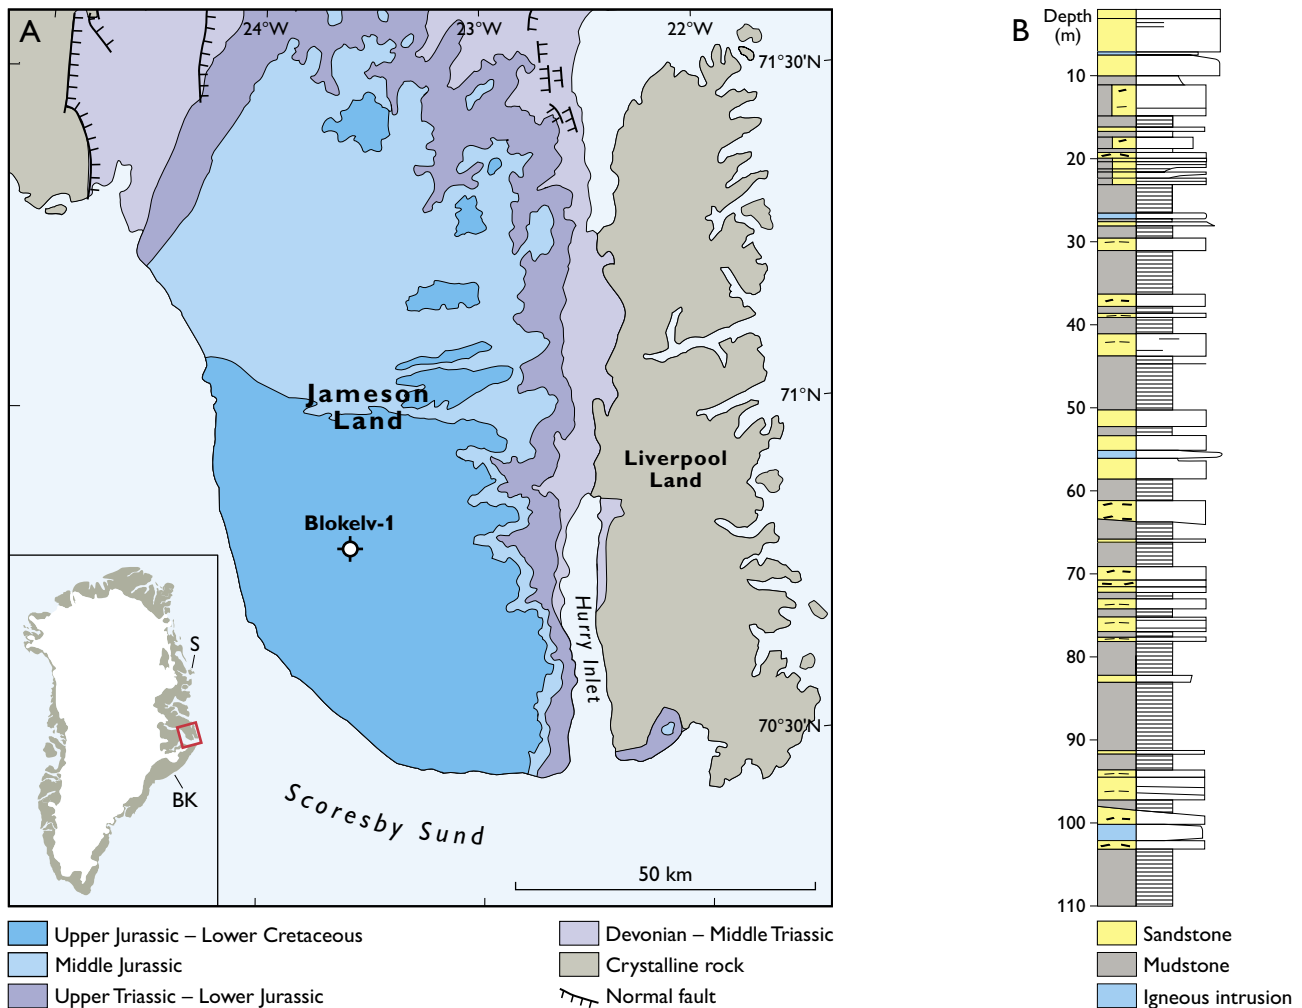 A
24°W
23°W
22°W
71°30'N
71°N
70°30'N
Jameson
Land
Liverpool
Land
Blokelv-1
Hurry Inlet
Scoresby Sund
50 km
S
BK
Upper Jurassic – Lower Cretaceous
Middle Jurassic
Upper Triassic – Lower Jurassic
Devonian – Middle Triassic
Crystalline rock
Normal fault
B
Depth
(m)
10
20
30
40
50
60
70
80
90
100
110
Sandstone
Mudstone
Igneous intrusion